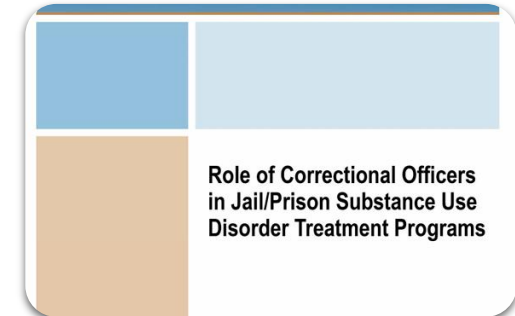 Role of Correctional Officers
in Jail/Prison Substance Use
Disorder Treatment Programs